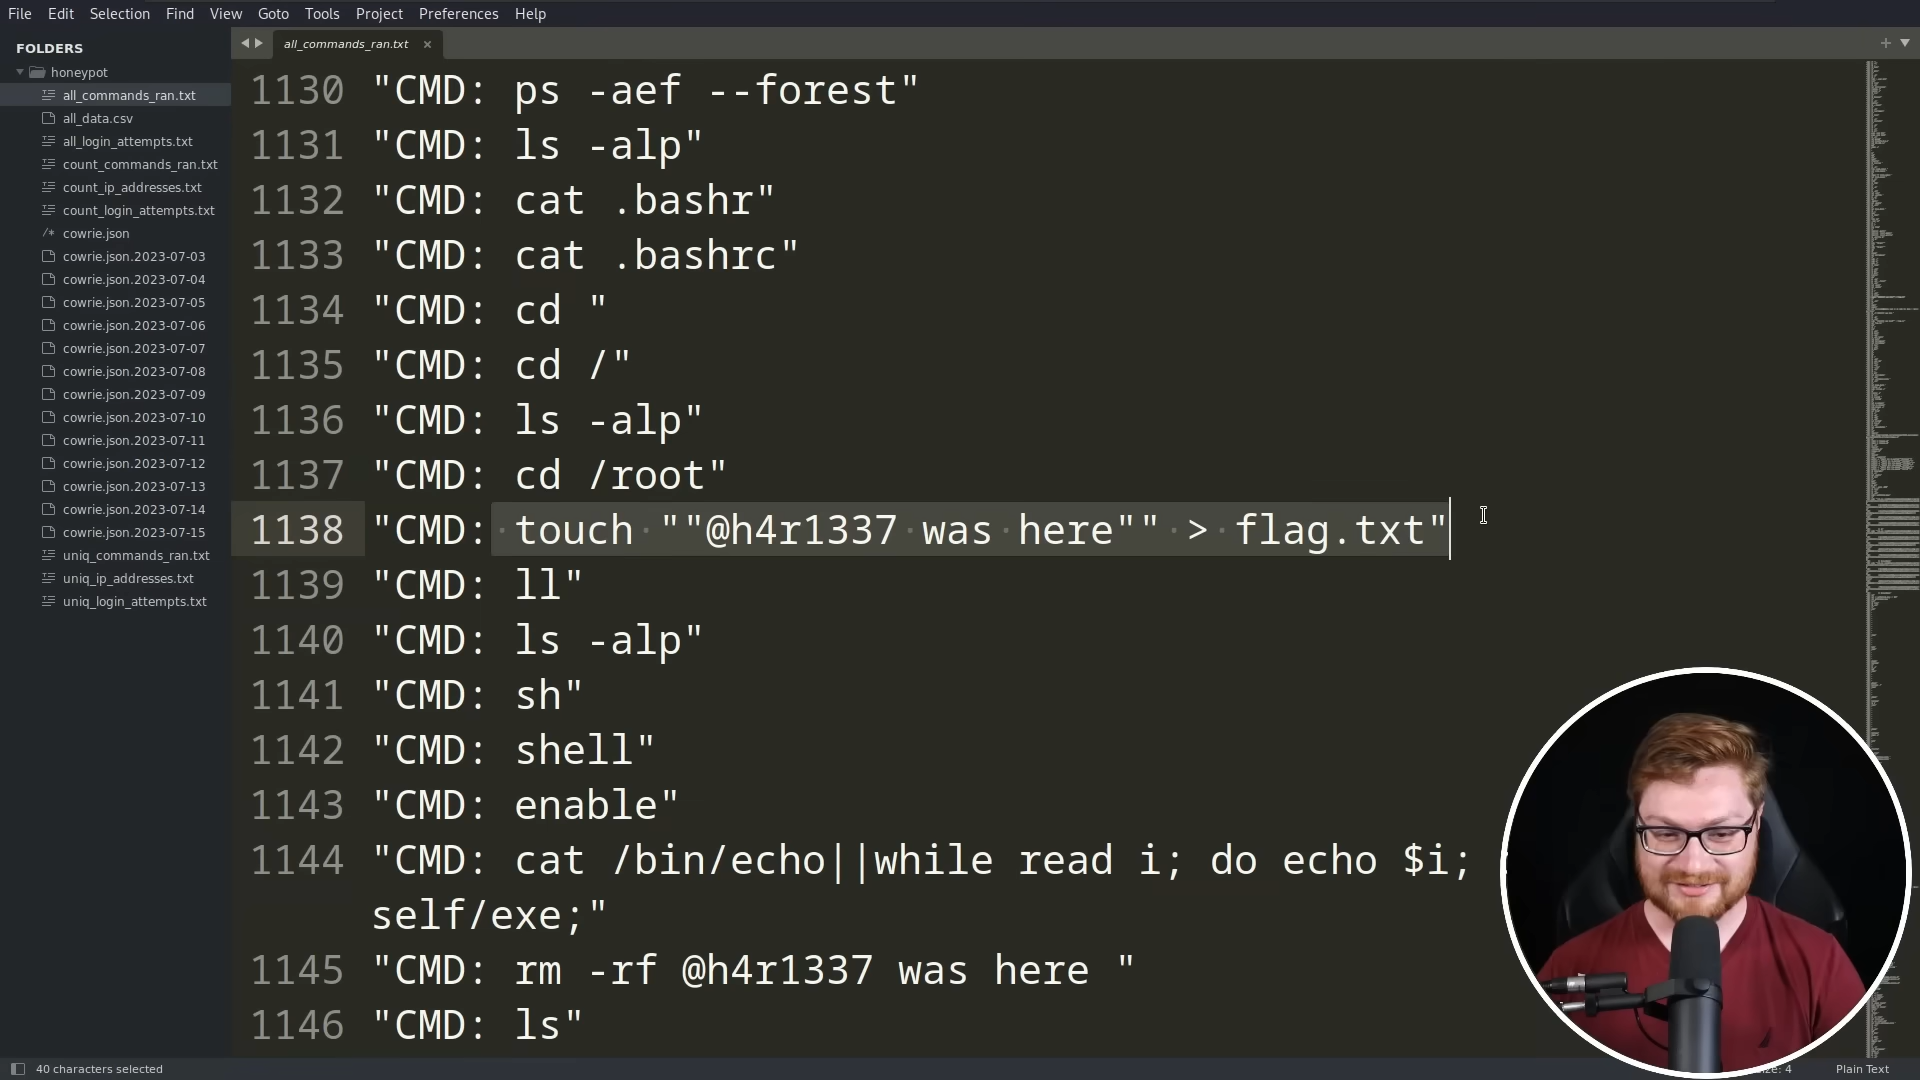 File Edit Selection Find View Goto Tools Project Preferences Help
FOLDERS
honeypot
all_commands_ran.txt
all_data.csv
all_login_attempts.txt
count_commands_ran.txt
count_ip_addresses.txt
count_login_attempts.txt
cowrie.json
cowrie.json.2023-07-03
cowrie.json.2023-07-04
cowrie.json.2023-07-05
cowrie.json.2023-07-06
cowrie.json.2023-07-07
cowrie.json.2023-07-08
cowrie.json.2023-07-09
cowrie.json.2023-07-10
cowrie.json.2023-07-11
cowrie.json.2023-07-12
cowrie.json.2023-07-13
cowrie.json.2023-07-14
cowrie.json.2023-07-15
uniq_commands_ran.txt
uniq_ip_addresses.txt
uniq_login_attempts.txt
all_commands_ran.txt
1130 "CMD: ps -aef --forest"
1131 "CMD: ls -alp"
1132 "CMD: cat .bashr"
1133 "CMD: cat .bashrc"
1134 "CMD: cd "
1135 "CMD: cd /"
1136 "CMD: ls -alp"
1137 "CMD: cd /root"
1138 "CMD: touch ""@h4r1337 was here"" > flag.txt"
1139 "CMD: ll"
1140 "CMD: ls -alp"
1141 "CMD: sh"
1142 "CMD: shell"
1143 "CMD: enable"
1144 "CMD: cat /bin/echo||while read i; do echo $i;
self/exe;"
1145 "CMD: rm -rf @h4r1337 was here "
1146 "CMD: ls"
40 characters selected
4 Plain Text